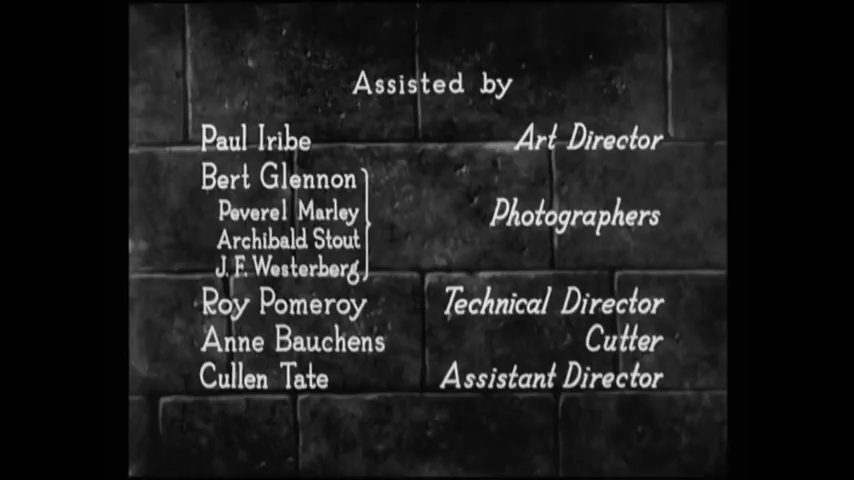 Assisted by
Paul Iribe Art Director
Bert Glennon
Peverel Marley
Archibald Stout
J. F. Westerberg
Photographers
Roy Pomeroy Technical Director
Anne Bauchens Cutter
Cullen Tate Assistant Director